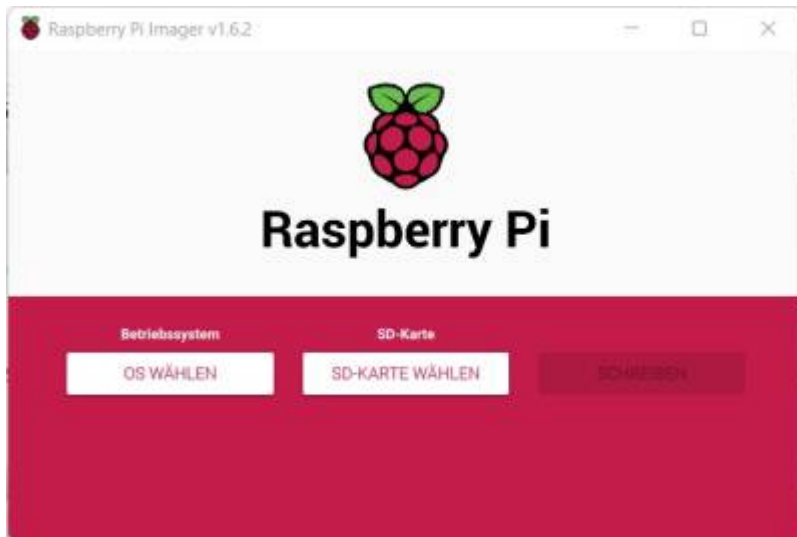 Raspberry Pi Imager v1.6.2
Raspberry Pi
Betriebssystem
SD-Karte
OS WÄHLEN
SD-KARTE WÄHLEN
SCHREIBEN